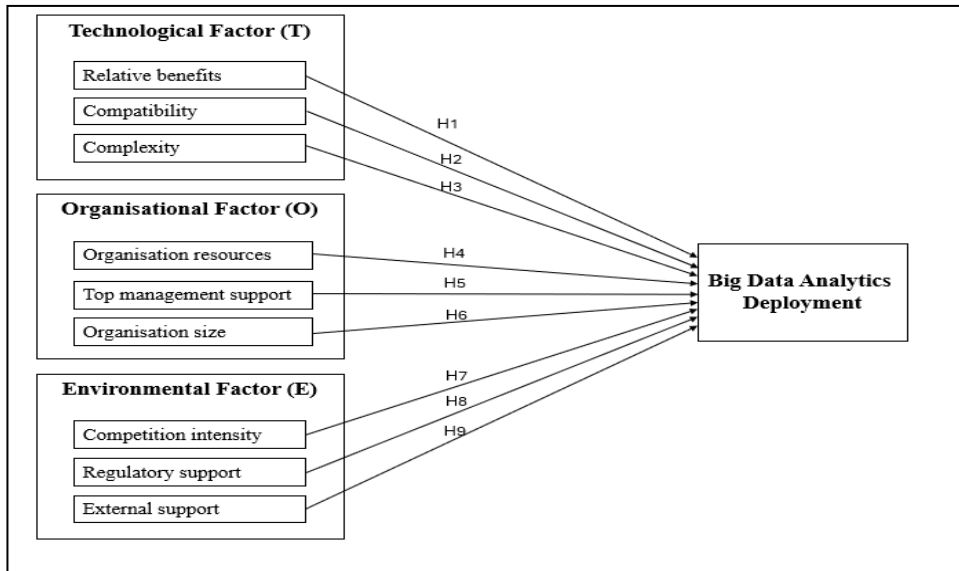 Technological Factor (T)
Relative benefits
Compatibility
Complexity
H1
H2
H3
Organisational Factor (O)
Organisation resources
Top management support
Organisation size
H4
H5
H6
Environmental Factor (E)
Competition intensity
Regulatory support
External support
H7
H8
H9
Big Data Analytics
Deployment